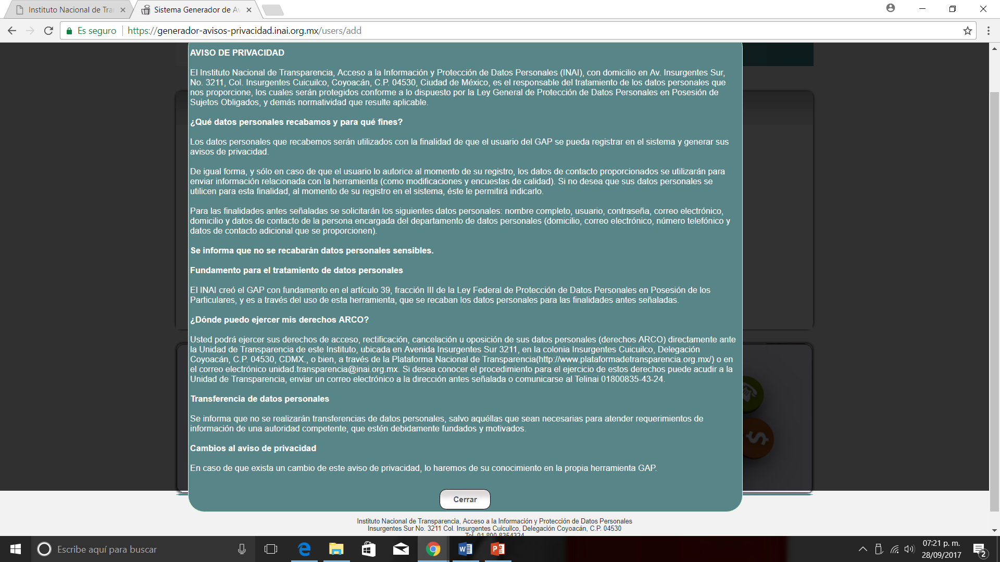 Instituto Nacional de Tra
Sistema Generador de Av
Es seguro
https://generador-avisos-privacidad.inai.org.mx/users/add
AVISO DE PRIVACIDAD
El Instituto Nacional de Transparencia, Acceso a la Información y Protección de Datos Personales (INAI), con domicilio en Av. Insurgentes Sur,
No. 3211, Col. Insurgentes Cuicuilco, Coyoacán, C.P. 04530, Ciudad de México, es el responsable del tratamiento de los datos personales que
nos proporcione, los cuales serán protegidos conforme a lo dispuesto por la Ley General de Protección de Datos Personales en Posesión de
Sujetos Obligados, y demás normatividad que resulte aplicable.
¿Qué datos personales recabamos y para qué fines?
Los datos personales que recabemos serán utilizados con la finalidad de que el usuario del GAP se pueda registrar en el sistema y generar sus
avisos de privacidad.
De igual forma, y sólo en caso de que el usuario lo autorice al momento de su registro, los datos de contacto proporcionados se utilizarán para
enviar información relacionada con la herramienta (como modificaciones y encuestas de calidad). Si no desea que sus datos personales se
utilicen para esta finalidad, al momento de su registro en el sistema, éste le permitirá indicarlo.
Para las finalidades antes señaladas se solicitarán los siguientes datos personales: nombre completo, usuario, contraseña, correo electrónico,
domicilio y datos de contacto de la persona encargada del departamento de datos personales (domicilio, correo electrónico, número telefónico y
datos de contacto adicional que se proporcionen).
Se informa que no se recabarán datos personales sensibles.
Fundamento para el tratamiento de datos personales
El INAI creó el GAP con fundamento en el artículo 39, fracción III de la Ley Federal de Protección de Datos Personales en Posesión de los
Particulares, y es a través del uso de esta herramienta, que se recaban los datos personales para las finalidades antes señaladas.
¿Dónde puedo ejercer mis derechos ARCO?
Usted podrá ejercer sus derechos de acceso, rectificación, cancelación u oposición de sus datos personales (derechos ARCO) directamente ante
la Unidad de Transparencia de este Instituto, ubicada en Avenida Insurgentes Sur 3211, en la colonia Insurgentes Cuicuilco, Delegación
Coyoacán, C.P. 04530, CDMX., o bien, a través de la Plataforma Nacional de Transparencia(http://www.plataformadetransparencia.org.mx/) o en
el correo electrónico unidad.transparencia@inai.org.mx. Si desea conocer el procedimiento para el ejercicio de estos derechos puede acudir a la
Unidad de Transparencia, enviar un correo electrónico a la dirección antes señalada o comunicarse al Telinai 01800835-43-24.
Transferencia de datos personales
Se informa que no se realizarán transferencias de datos personales, salvo aquéllas que sean necesarias para atender requerimientos de
información de una autoridad competente, que estén debidamente fundados y motivados.
Cambios al aviso de privacidad
En caso de que exista un cambio de este aviso de privacidad, lo haremos de su conocimiento en la propia herramienta GAP.
Cerrar
Instituto Nacional de Transparencia, Acceso a la Información y Protección de Datos Personales
Insurgentes Sur No. 3211 Col. Insurgentes Cuicuilco, Delegación Coyoacán, C.P. 04530
Tel. 01 800 8354324
Escribe aquí para buscar
07:21 p. m.
28/09/2017
2